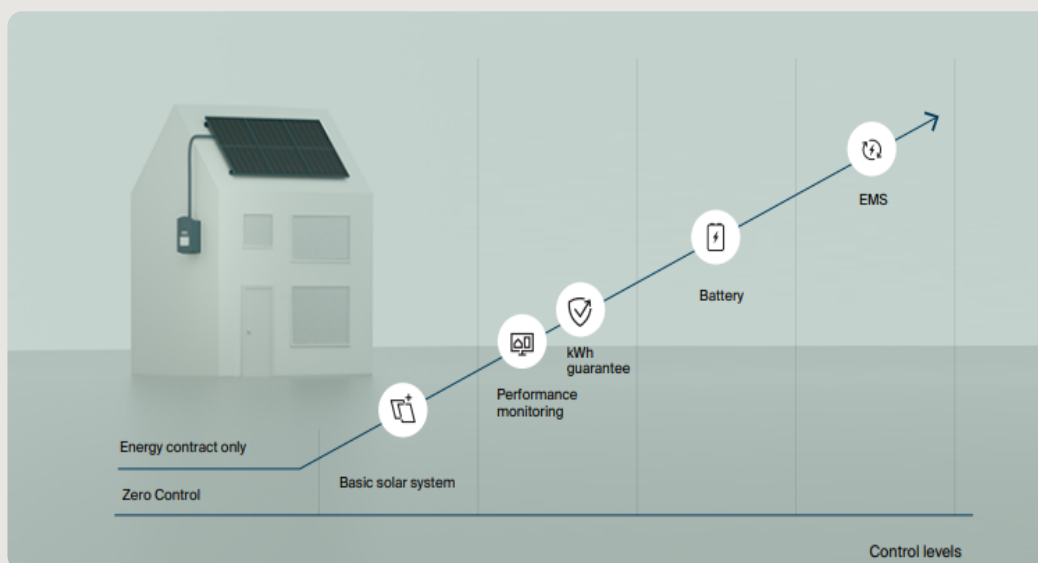 EMS
Battery
kWh
guarantee
Performance
monitoring
Energy contract only
Basic solar system
Zero Control
Control levels